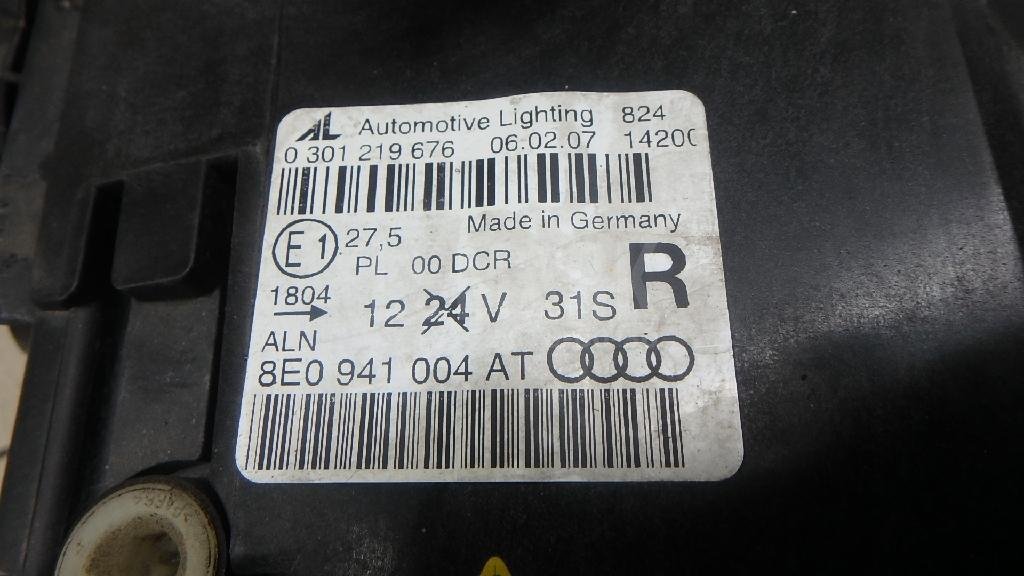 AL Automotive Lighting 824
0 301 219 676 06.02.07 1420
Made in Germany
E1 27,5
PL 00 DCR R
1804
12 24 V 31S
ALN
8E0 941 004 AT